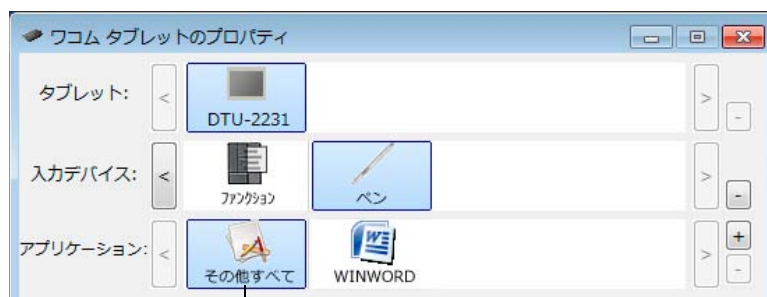 ワコム タブレットのプロパティ
タブレット:
<
DTU-2231
>
-
入力デバイス:
<
ファンクション
ペン
>
-
アプリケーション:
<
その他すべて
WINWORD
>
+
-